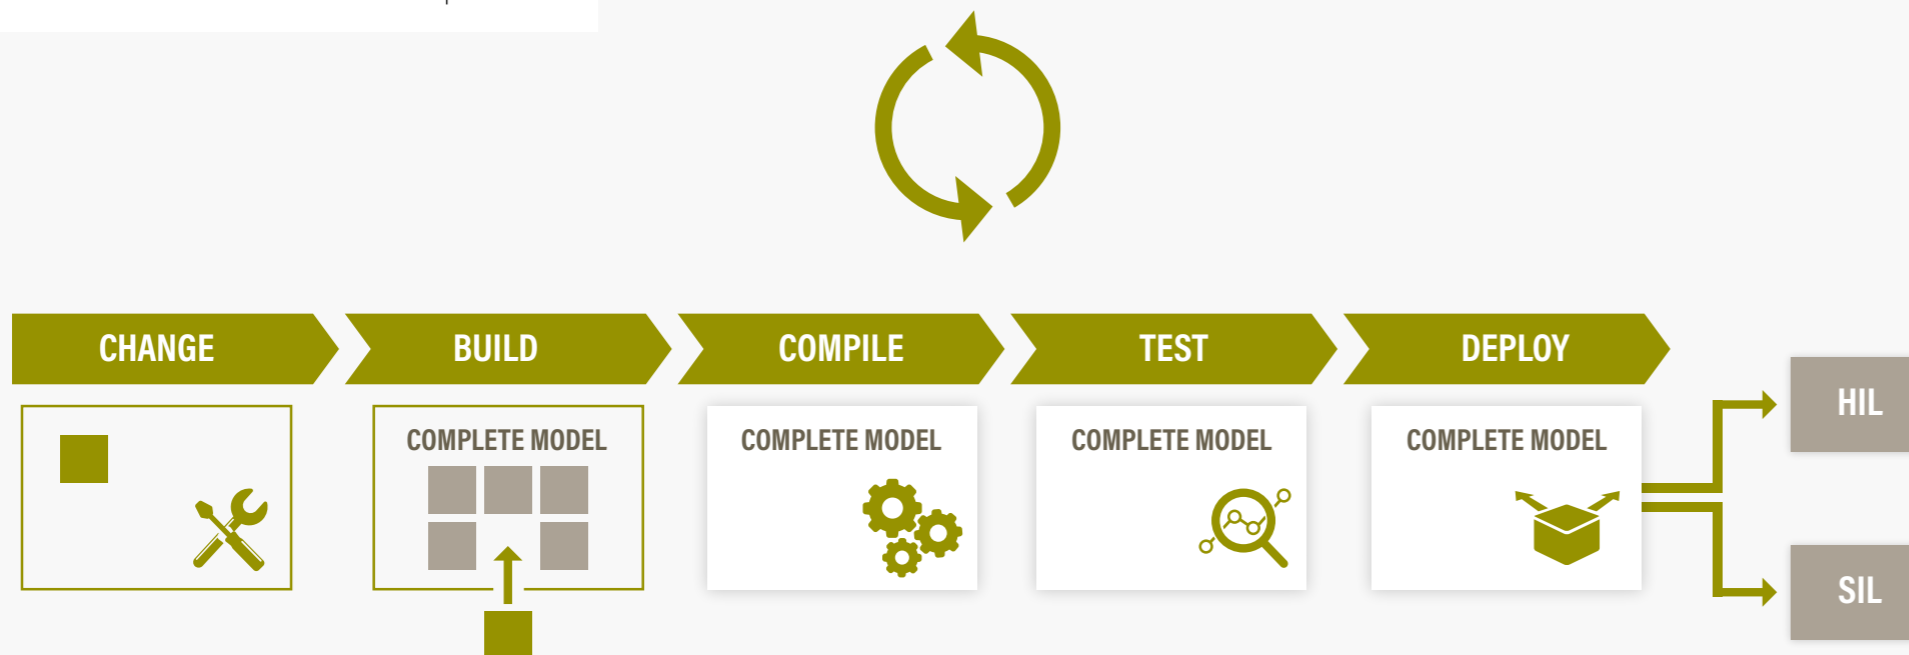 CHANGE
BUILD
COMPILE
TEST
DEPLOY
COMPLETE MODEL
COMPLETE MODEL
COMPLETE MODEL
COMPLETE MODEL
HIL
SIL